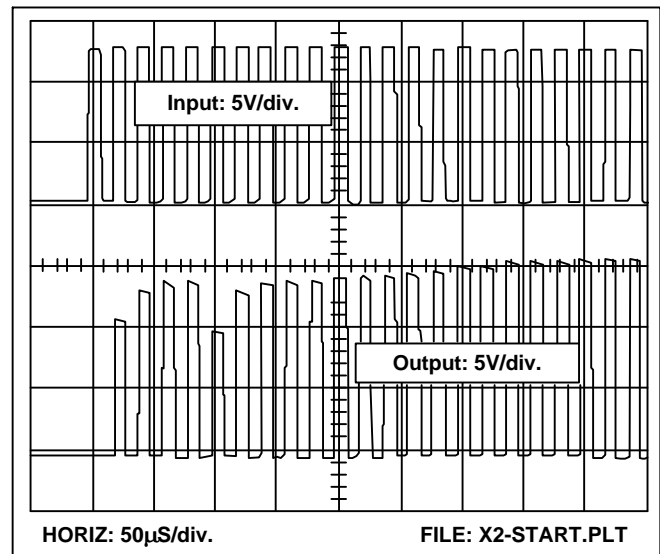 Input: 5V/div.
Output: 5V/div.
HORIZ: 50µS/div.
FILE: X2-START.PLT